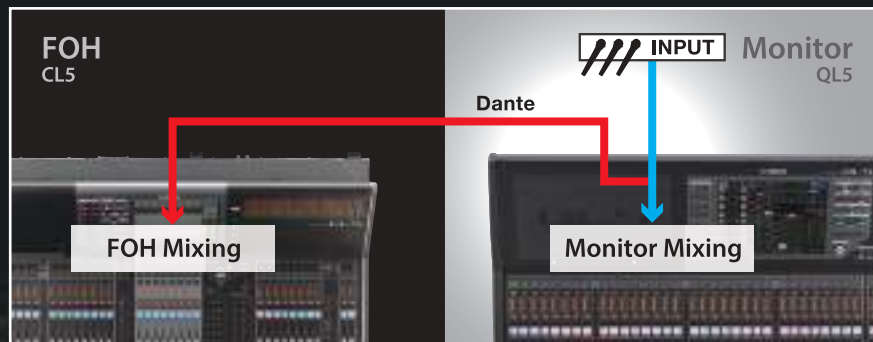 FOH
CL5
INPUT
Monitor
QL5
Dante
FOH Mixing
Monitor Mixing